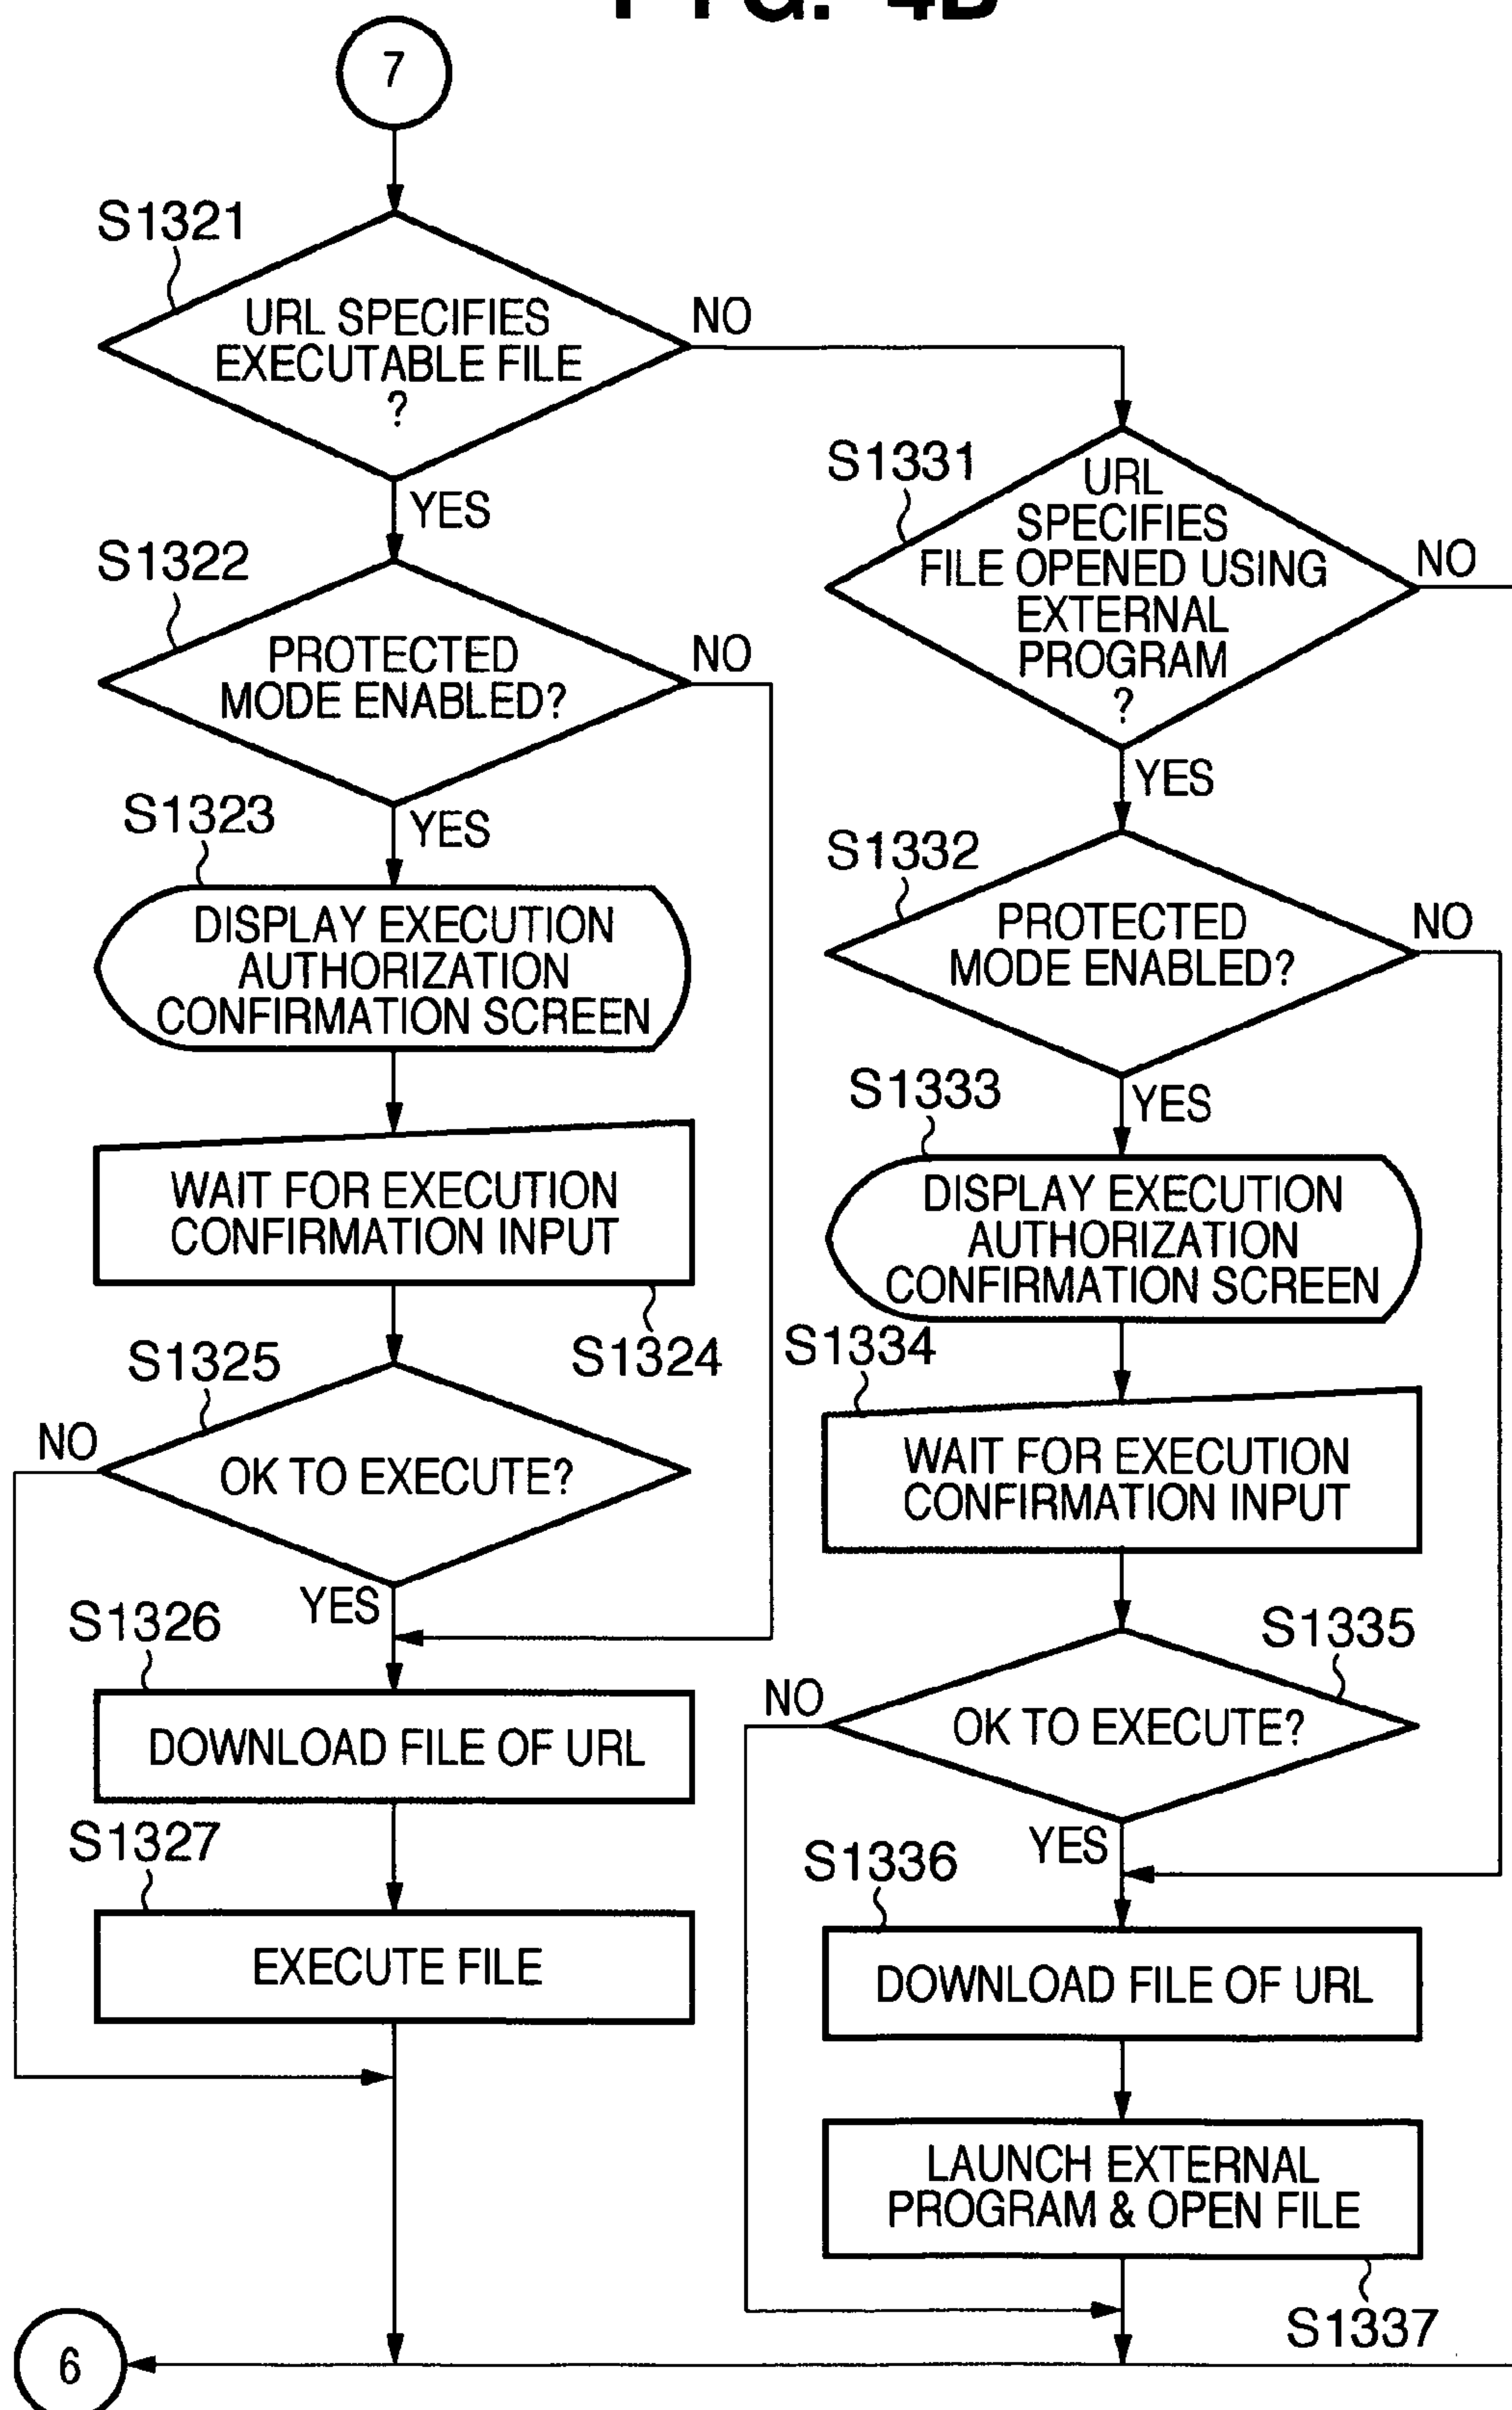 FIG. 4B
7
S1321
URL SPECIFIES
EXECUTABLE FILE
?
NO
YES
S1322
PROTECTED
MODE ENABLED?
NO
YES
S1323
DISPLAY EXECUTION
AUTHORIZATION
CONFIRMATION SCREEN
WAIT FOR EXECUTION
CONFIRMATION INPUT
S1324
S1325
NO
OK TO EXECUTE?
YES
S1326
DOWNLOAD FILE OF URL
S1327
EXECUTE FILE
S1331
URL
SPECIFIES
FILE OPENED USING
EXTERNAL
PROGRAM
?
NO
YES
S1332
PROTECTED
MODE ENABLED?
NO
YES
S1333
DISPLAY EXECUTION
AUTHORIZATION
CONFIRMATION SCREEN
S1334
WAIT FOR EXECUTION
CONFIRMATION INPUT
S1335
NO
OK TO EXECUTE?
YES
S1336
DOWNLOAD FILE OF URL
LAUNCH EXTERNAL
PROGRAM & OPEN FILE
S1337
6